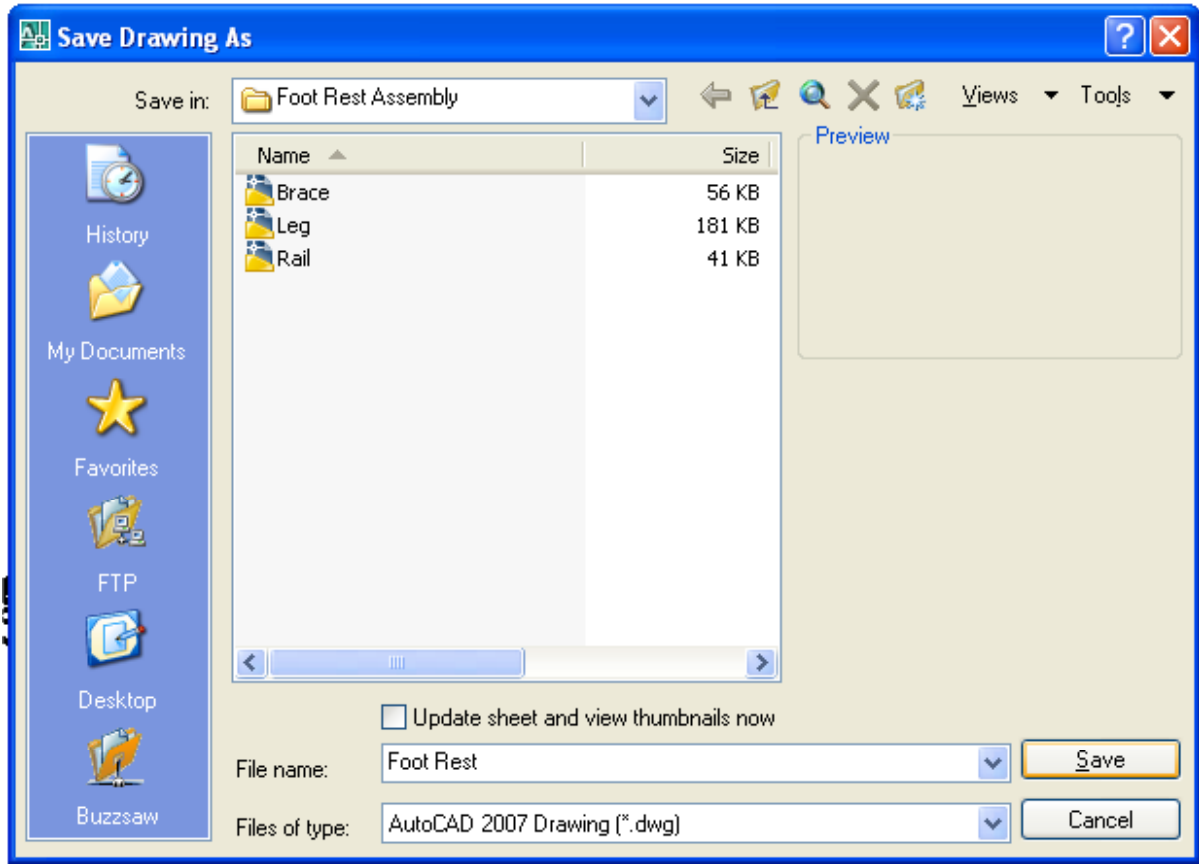 Save Drawing As
Save in: Foot Rest Assembly Views Tools
Preview
Name Size
Brace 56 KB
Leg 181 KB
Rail 41 KB
History
My Documents
Favorites
FTP
Desktop
Buzzsaw
Update sheet and view thumbnails now
File name: Foot Rest Save
Files of type: AutoCAD 2007 Drawing (*.dwg) Cancel